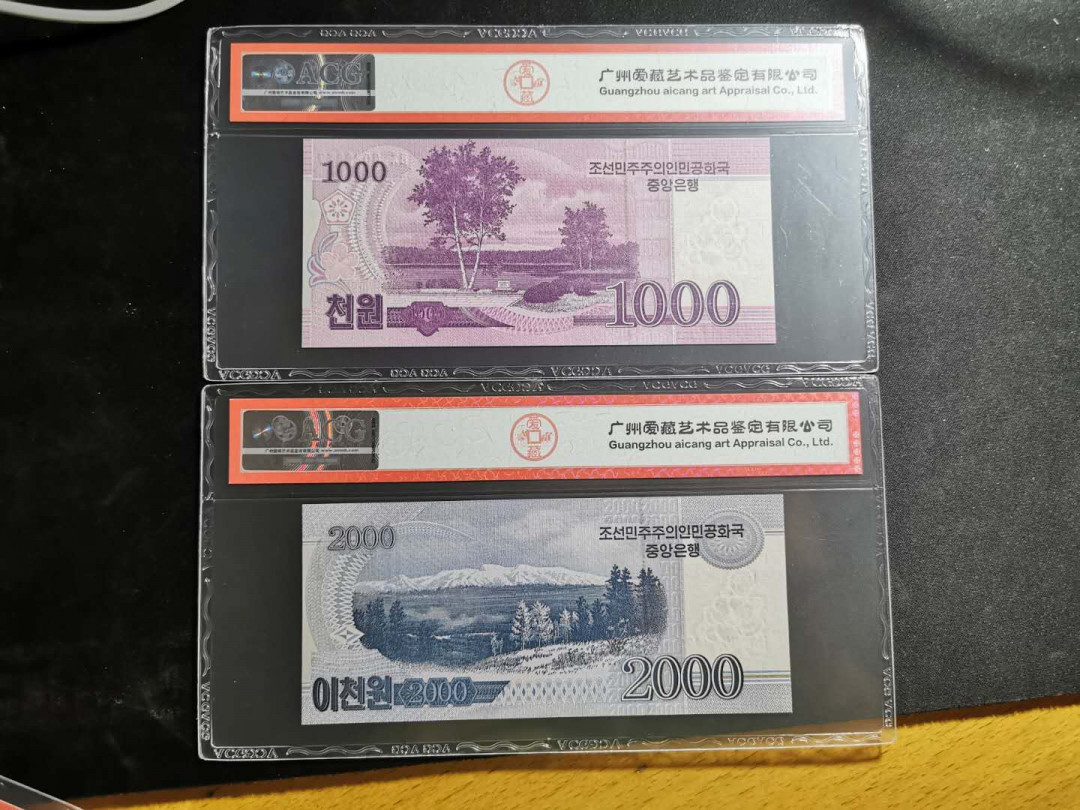 ACG
广州爱藏艺术品鉴定有限公司
Guangzhou aicang art Appraisal Co., Ltd.
1000
조선민주주의인민공화국
중앙은행
천원
1000
ACG
广州爱藏艺术品鉴定有限公司
Guangzhou aicang art Appraisal Co., Ltd.
2000
조선민주주의인민공화국
중앙은행
이천원 2000
2000